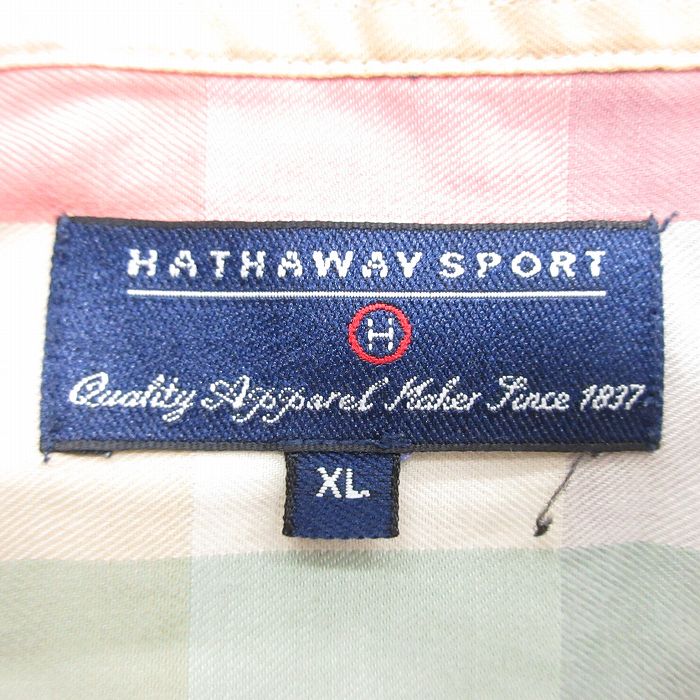 HATHAWAY SPORT
H
Quality Apparel Maker Since 1837
XL